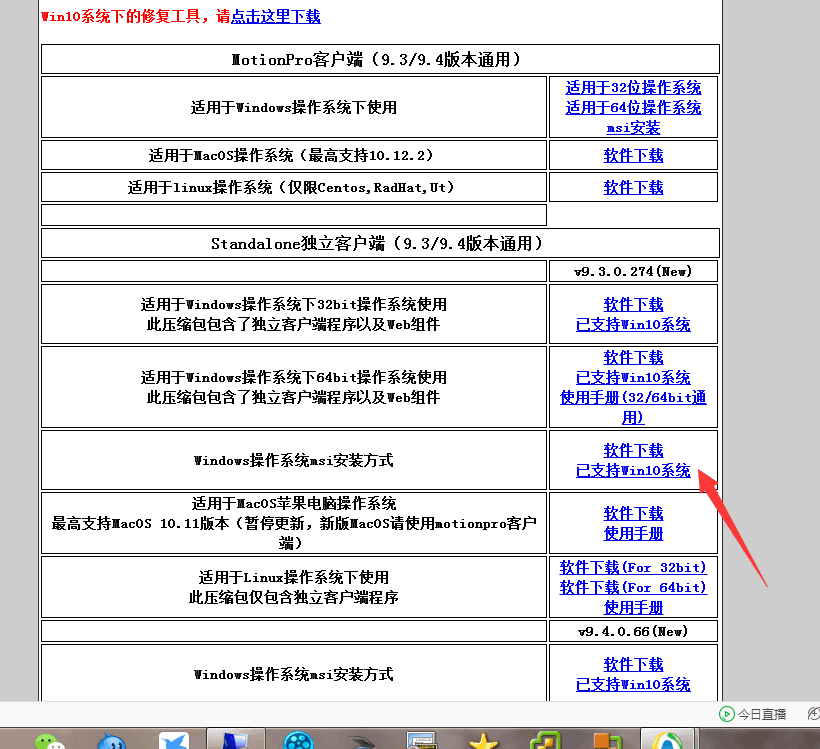 Win10系统下的修复工具，请点击这里下载
MotionPro客户端（9.3/9.4版本通用）
适用于Windows操作系统下使用
适用于32位操作系统
适用于64位操作系统
msi安装
适用于MacOS操作系统（最高支持10.12.2）
软件下载
适用于linux操作系统（仅限Centos,RadHat,Ut）
软件下载
Standalone独立客户端（9.3/9.4版本通用）
v9.3.0.274(New)
适用于Windows操作系统下32bit操作系统使用
此压缩包包含了独立客户端程序以及Web组件
软件下载
已支持Win10系统
适用于Windows操作系统下64bit操作系统使用
此压缩包包含了独立客户端程序以及Web组件
软件下载
已支持Win10系统
使用手册(32/64bit通
用)
Windows操作系统msi安装方式
软件下载
已支持Win10系统
适用于MacOS苹果电脑操作系统
最高支持MacOS 10.11版本（暂停更新，新版MacOS请使用motionpro客户
端）
软件下载
使用手册
适用于Linux操作系统下使用
此压缩包仅包含独立客户端程序
软件下载(For 32bit)
软件下载(For 64bit)
使用手册
v9.4.0.66(New)
Windows操作系统msi安装方式
软件下载
已支持Win10系统
今日直播